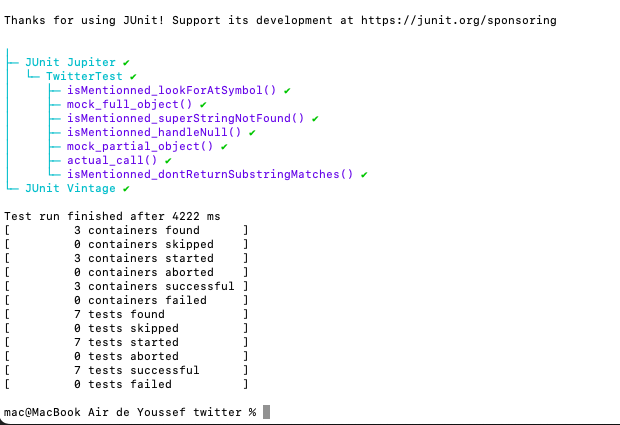 Thanks for using JUnit! Support its development at https://junit.org/sponsoring
JUnit Jupiter ✔
TwitterTest ✔
isMentionned_lookForAtSymbol() ✔
mock_full_object() ✔
isMentionned_superStringNotFound() ✔
isMentionned_handleNull() ✔
mock_partial_object() ✔
actual_call() ✔
isMentionned_dontReturnSubstringMatches() ✔
JUnit Vintage ✔
Test run finished after 4222 ms
[         3 containers found      ]
[         0 containers skipped    ]
[         3 containers started    ]
[         0 containers aborted    ]
[         3 containers successful ]
[         0 containers failed     ]
[         7 tests found           ]
[         0 tests skipped         ]
[         7 tests started         ]
[         0 tests aborted         ]
[         7 tests successful      ]
[         0 tests failed          ]
mac@MacBook Air de Youssef twitter %